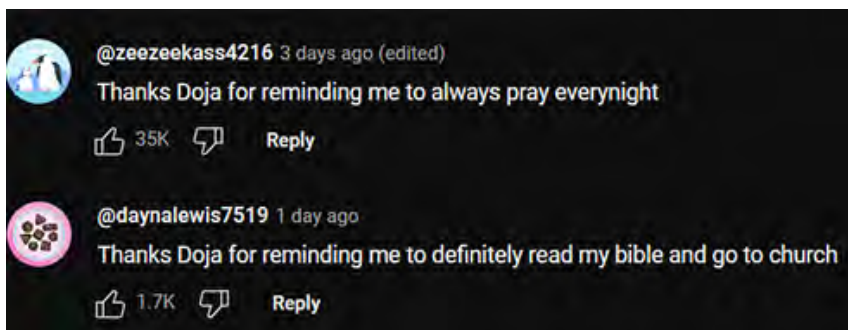 @zeezeekass4216 3 days ago (edited)
Thanks Doja for reminding me to always pray everynight
35K Reply
@daynalewis7519 1 day ago
Thanks Doja for reminding me to definitely read my bible and go to church
1.7K Reply